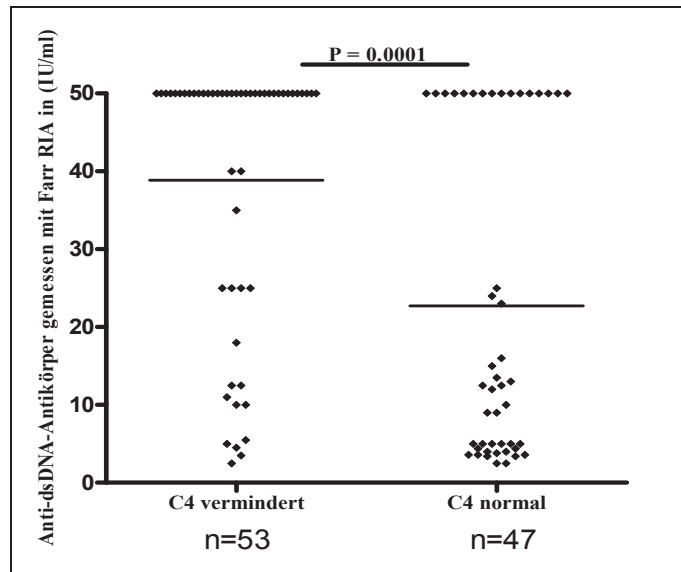 P = 0.0001
Anti-dsDNA-Antikörper gemessen mit Farr RIA in (IU/ml)
50
40
30
20
10
0
C4 vermindert
C4 normal
n=53
n=47